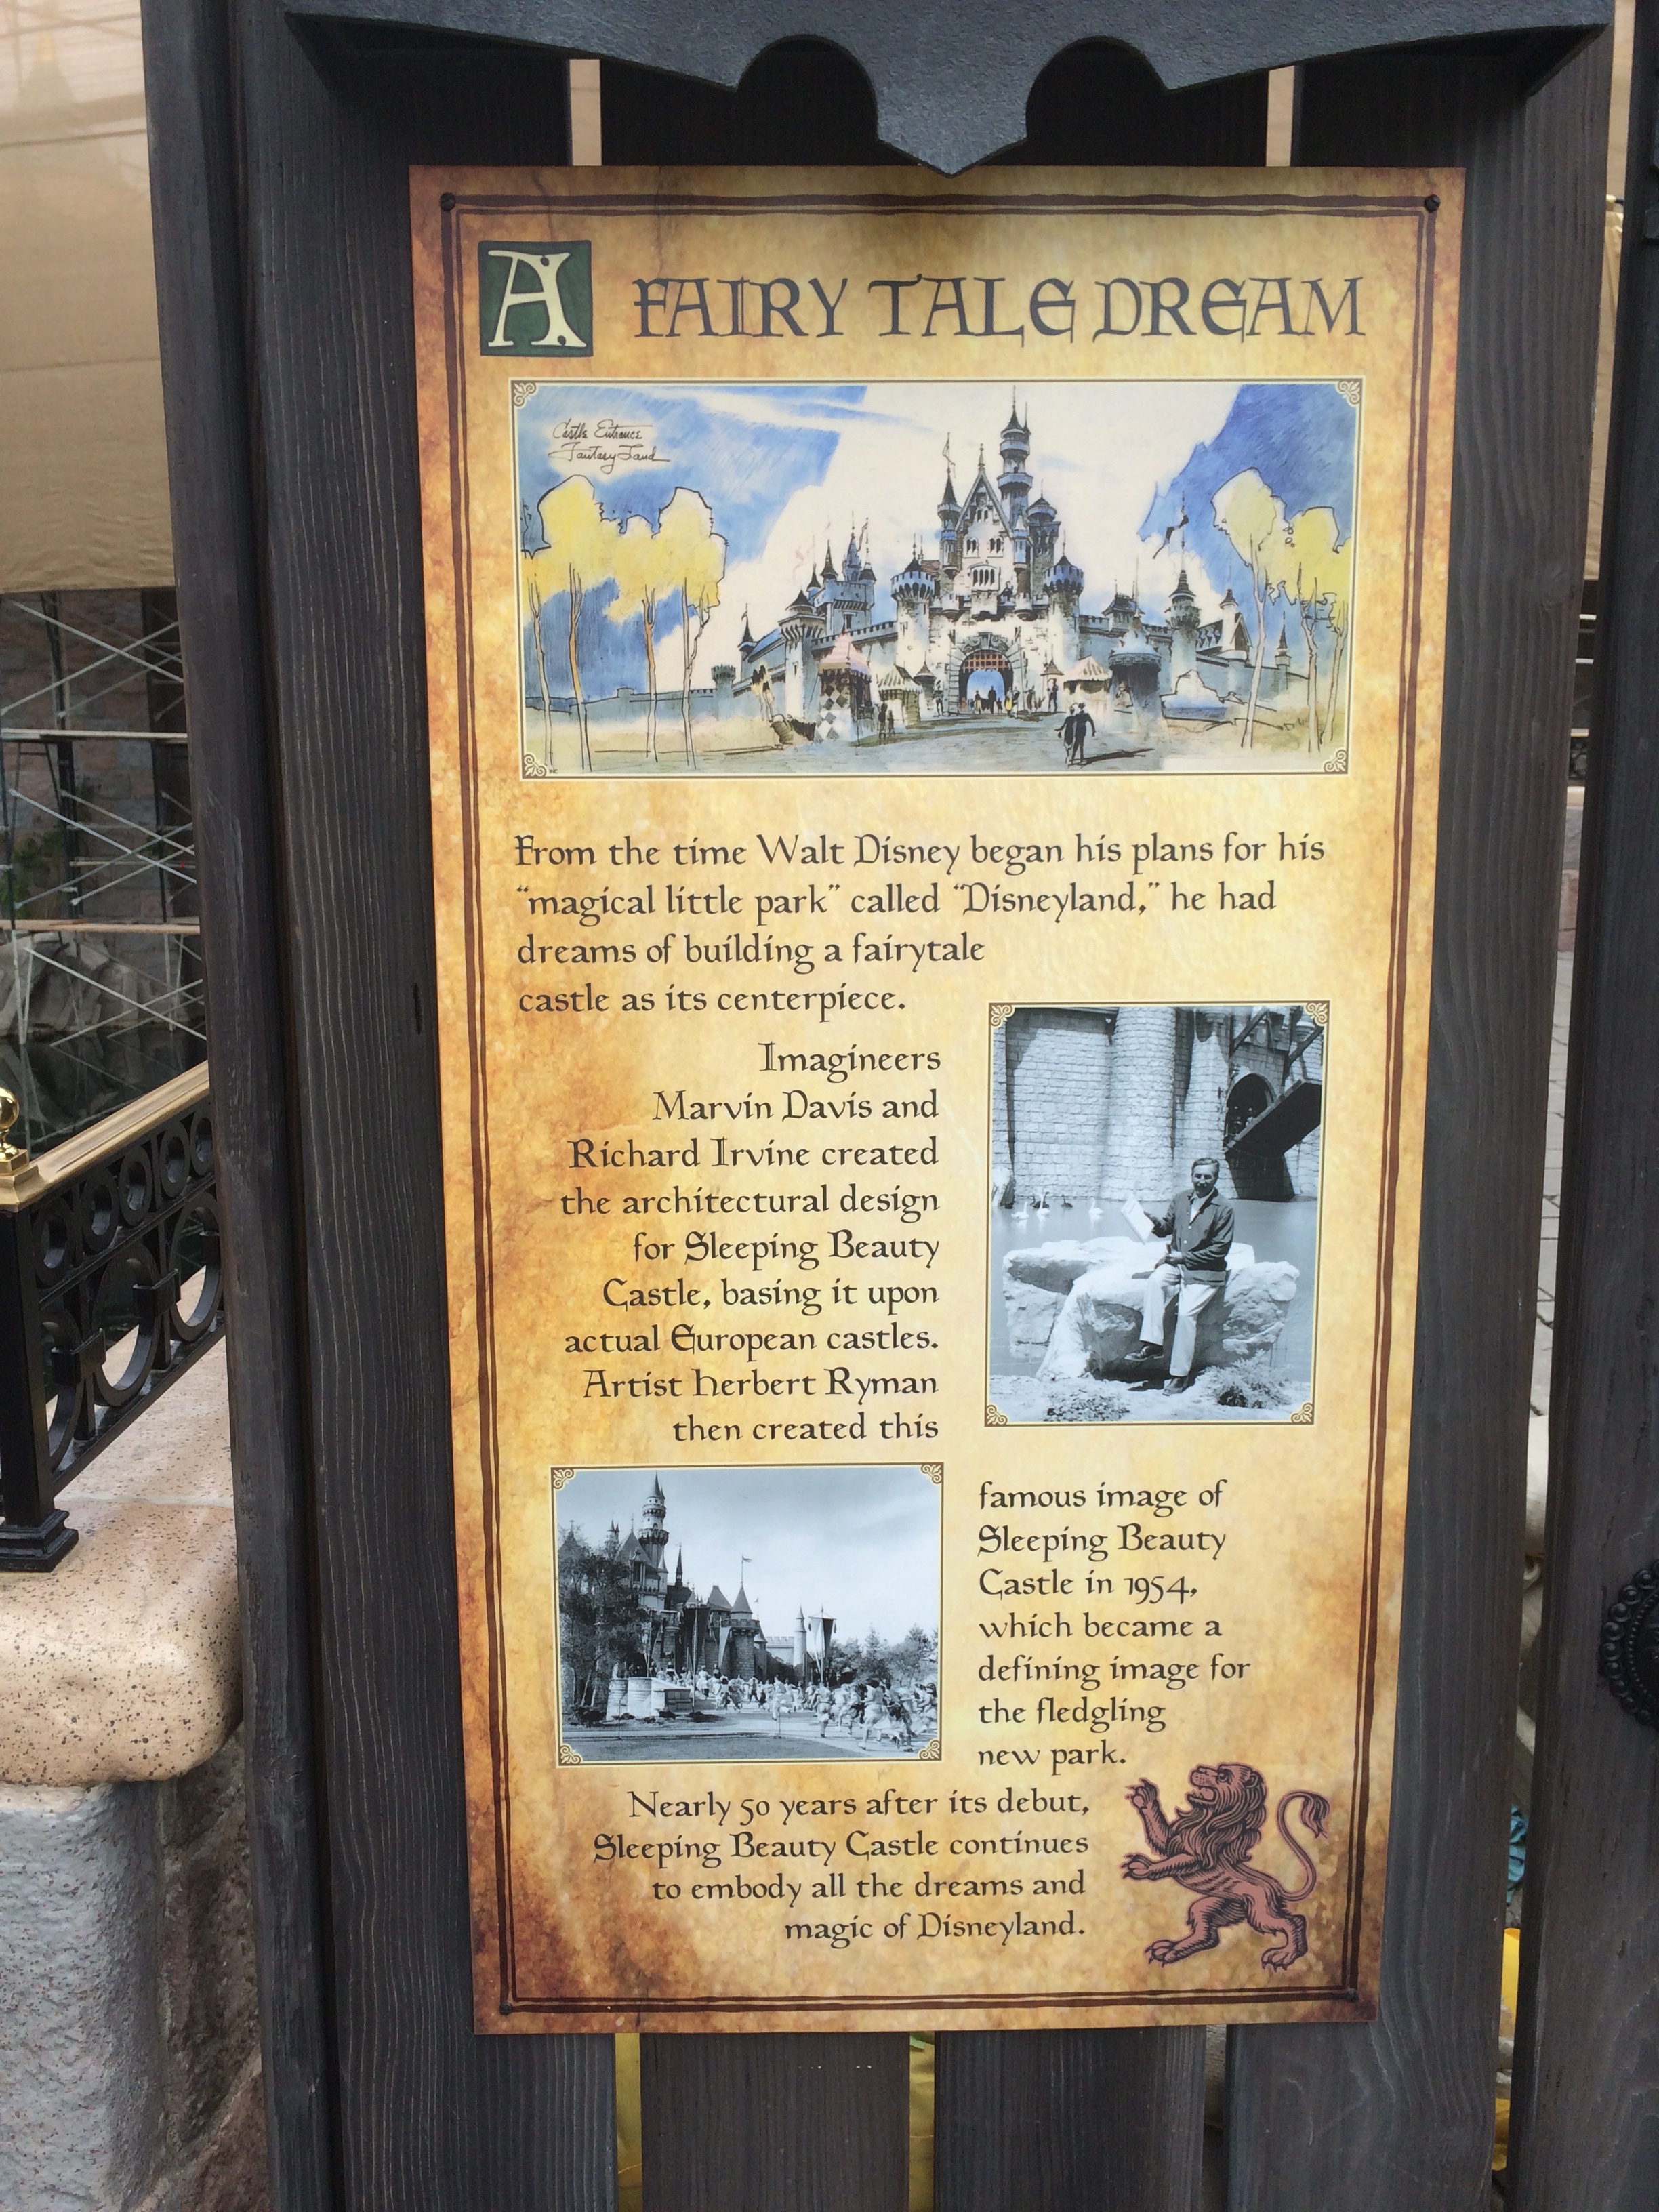 A FAIRY TALE DREAM
Castle Entrance
Fantasy Land
From the time Walt Disney began his plans for his
“magical little park” called “Disneyland,” he had
dreams of building a fairytale
castle as its centerpiece.
Imagineers
Marvin Davis and
Richard Irvine created
the architectural design
for Sleeping Beauty
Castle, basing it upon
actual European castles.
Artist Herbert Ryman
then created this
famous image of
Sleeping Beauty
Castle in 1954,
which became a
defining image for
the fledgling
new park.
Nearly 50 years after its debut,
Sleeping Beauty Castle continues
to embody all the dreams and
magic of Disneyland.